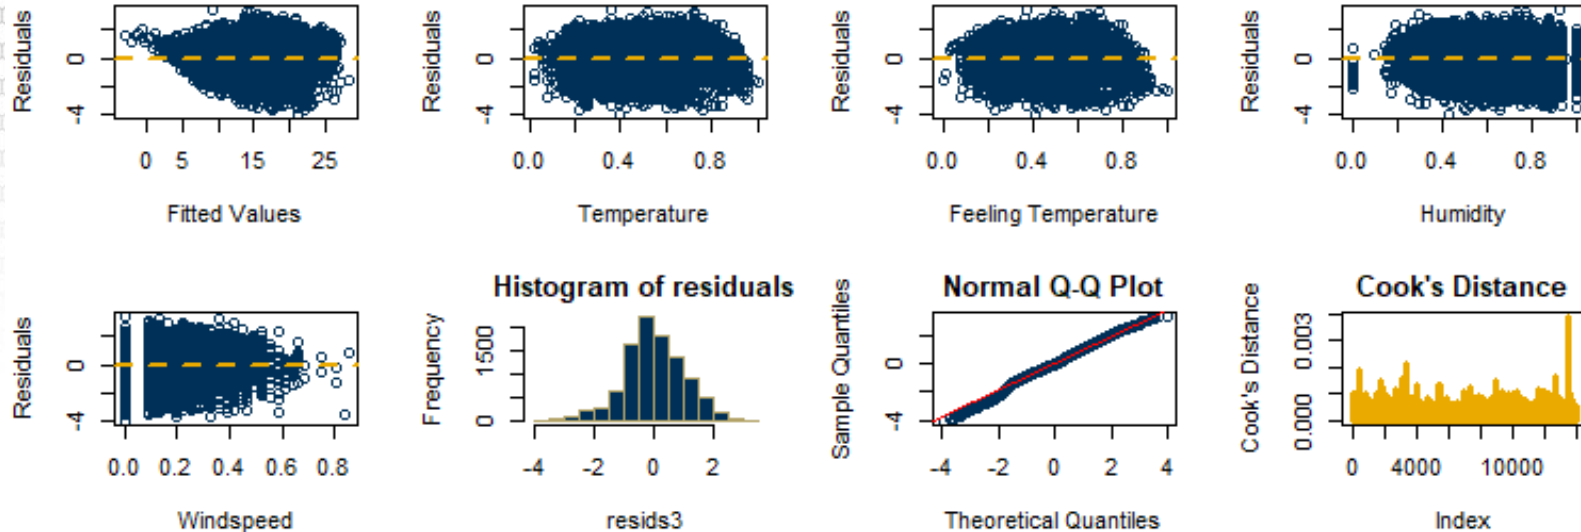 Residuals
0
-4
0 5 15 25
Fitted Values
Residuals
0
-4
0.0 0.4 0.8
Temperature
Residuals
0
-4
0.0 0.4 0.8
Feeling Temperature
Residuals
0
-4
0.0 0.4 0.8
Humidity
Residuals
0
-4
0.0 0.2 0.4 0.6 0.8
Windspeed
Histogram of residuals
Frequency
1500
0
-4 -2 0 2
resids3
Normal Q-Q Plot
Sample Quantiles
0
-4
-4 -2 0 2 4
Theoretical Quantiles
Cook's Distance
Cook's Distance
0.003
0.000
0 4000 10000
Index